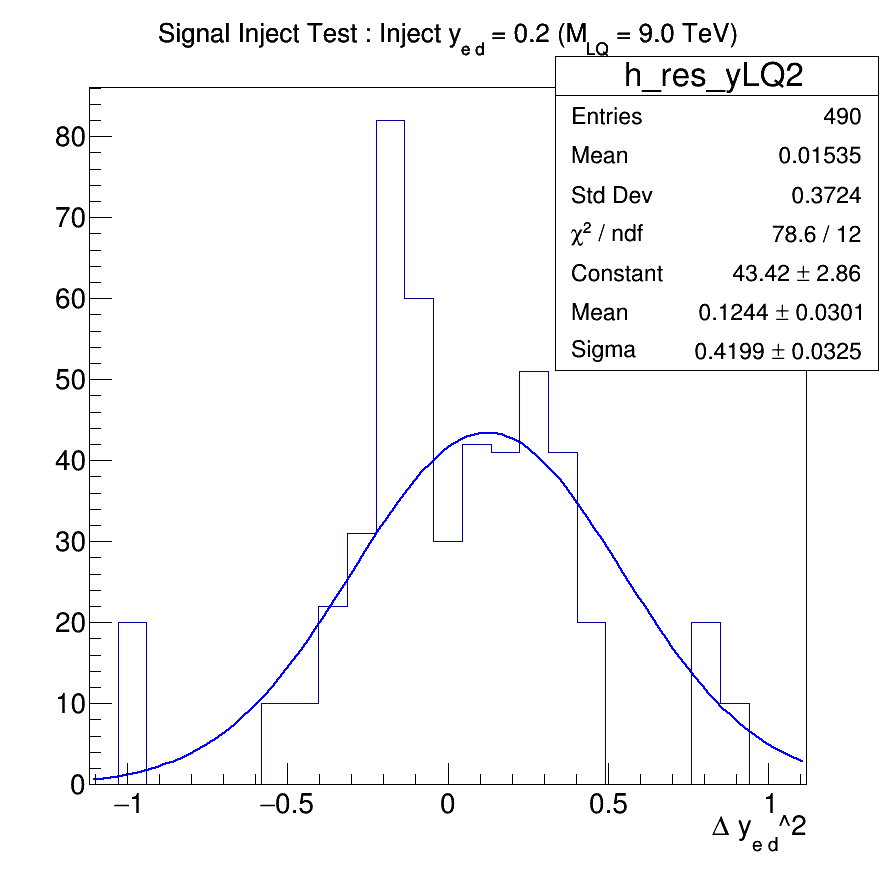 Signal Inject Test : Inject y_{e d} = 0.2 (M_{LQ} = 9.0 TeV)
h_res_yLQ2
Entries 490
Mean 0.01535
Std Dev 0.3724
χ² / ndf 78.6 / 12
Constant 43.42 ± 2.86
Mean 0.1244 ± 0.0301
Sigma 0.4199 ± 0.0325
80
70
60
50
40
30
20
10
0
−1 −0.5 0 0.5 1
Δ y_{e d}^2